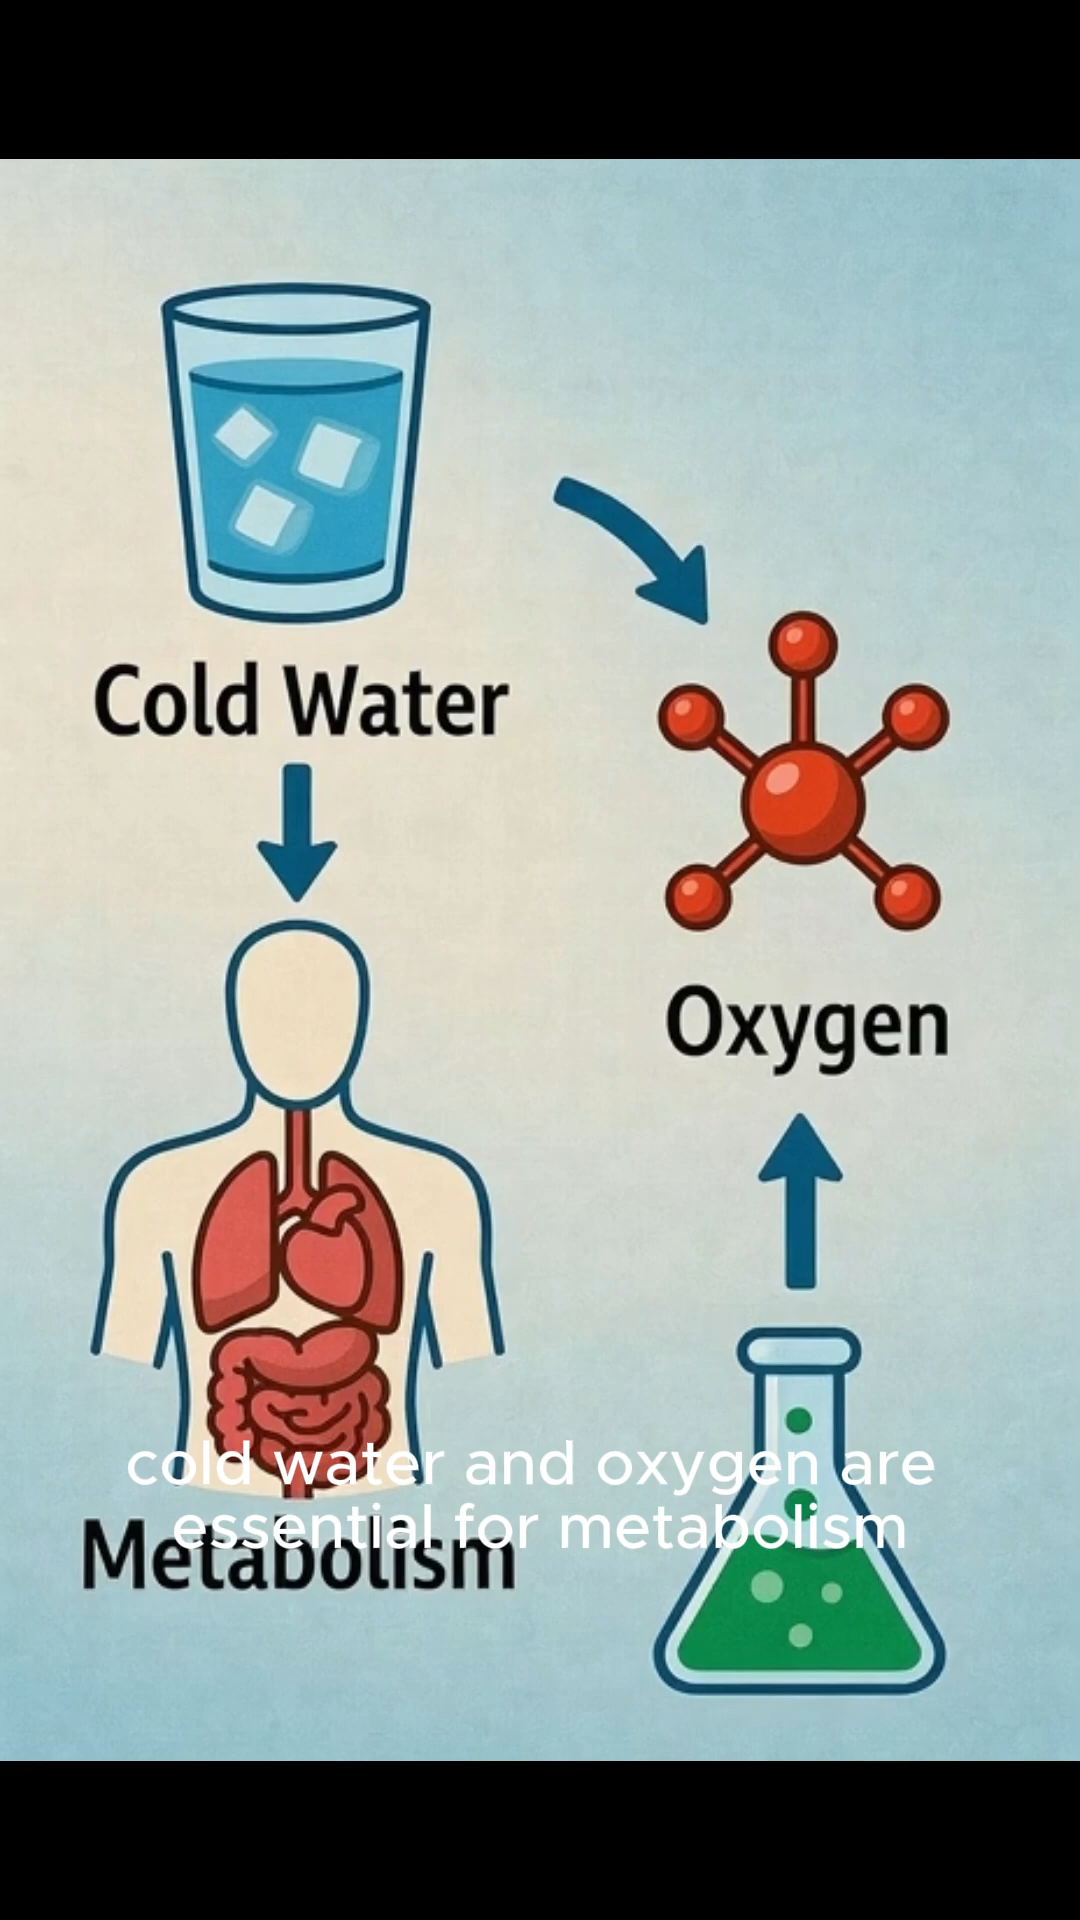 Cold Water
Oxygen
cold water and oxygen are
essential for metabolism
Metabolism